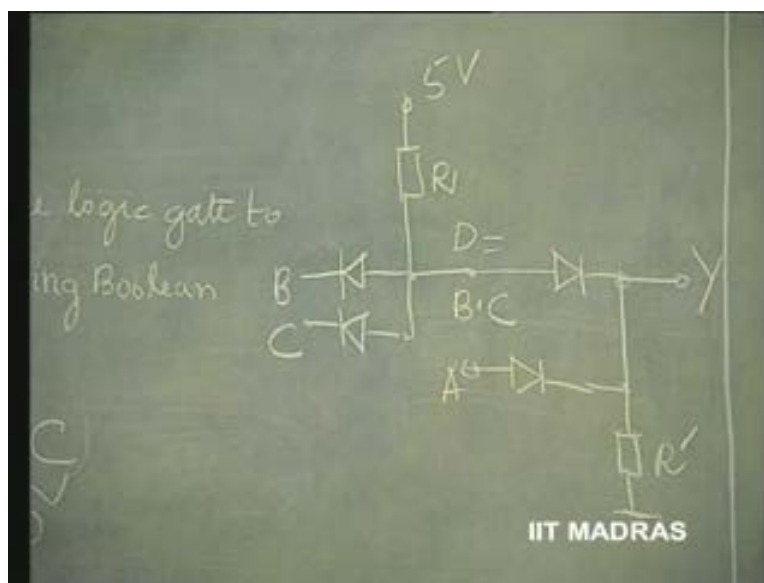 5V
R1
logic gate to
D=
ing Boolean
B
B.C
Y
C
A
C
R'
IIT MADRAS